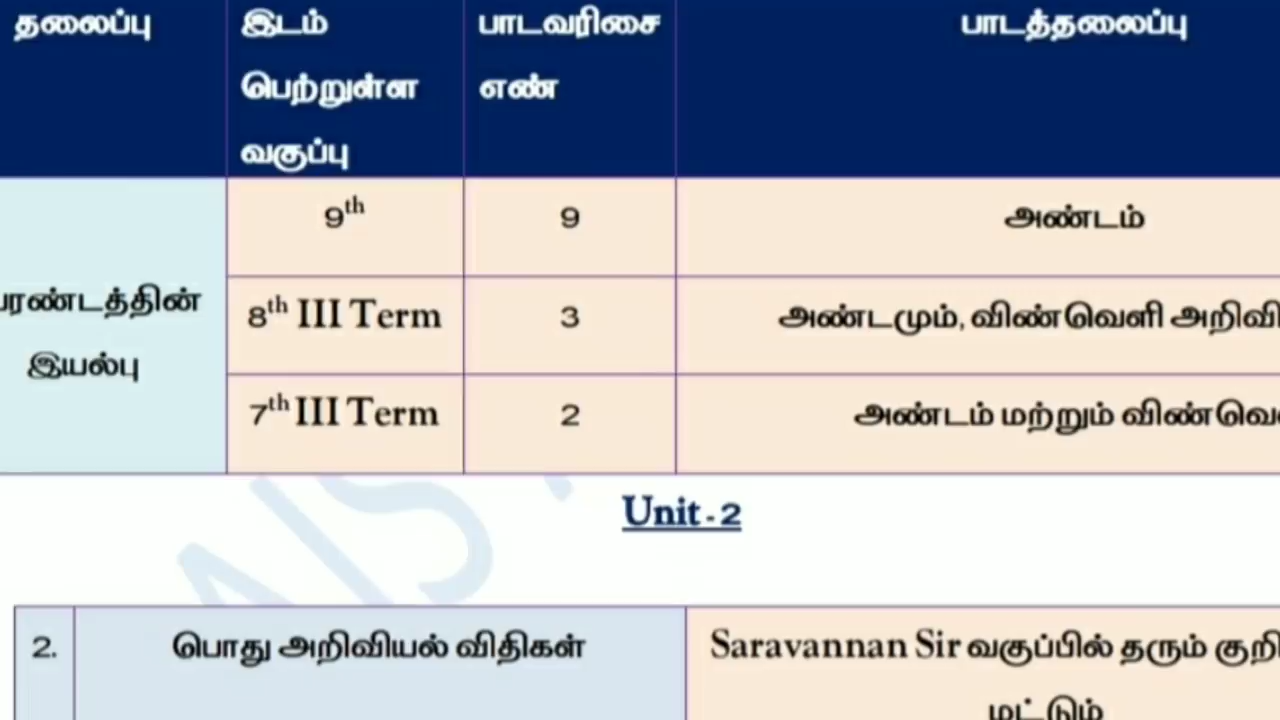 தலைப்பு
இடம்
பெற்றுள்ள
வகுப்பு
பாடவரிசை
எண்
பாடத்தலைப்பு
இயல்பு
9th
9
அண்டம்
8th III Term
3
அண்டமும், விண்வெளி
7th III Term
2
அண்டம் மற்றும்
Unit - 2
2.
பொது அறிவியல் விதிகள்
Saravannan Sir வகுப்பில் தரும்
மட்டும்